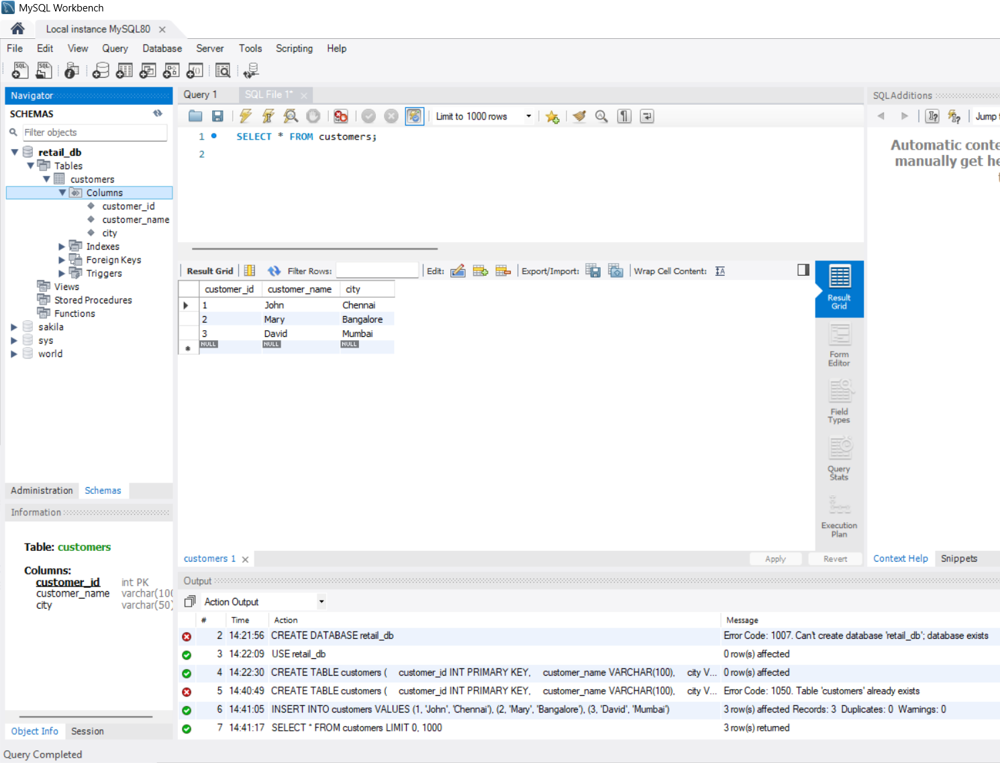 MySQL Workbench
Local instance MySQL80
File Edit View Query Database Server Tools Scripting Help
Navigator
SCHEMAS
Filter objects
retail_db
Tables
customers
Columns
customer_id
customer_name
city
Indexes
Foreign Keys
Triggers
Views
Stored Procedures
Functions
sakila
sys
world
Administration Schemas
Information
Table: customers
Columns:
customer_id int PK
customer_name varchar(100
city varchar(50)
Object Info Session
Query 1 SQL File 1*
Limit to 1000 rows
1 SELECT * FROM customers;
2
Result Grid Filter Rows: Edit: Export/Import: Wrap Cell Content:
customer_id customer_name city
1 John Chennai
2 Mary Bangalore
3 David Mumbai
NULL NULL NULL
Result
Grid
Form
Editor
Field
Types
Query
Stats
Execution
Plan
customers 1 Apply Revert
SQLAdditions
Jump
Automatic conte
manually get he
Context Help Snippets
Output
Action Output
# Time Action Message
2 14:21:56 CREATE DATABASE retail_db Error Code: 1007. Can't create database 'retail_db'; database exists
3 14:22:09 USE retail_db 0 row(s) affected
4 14:22:30 CREATE TABLE customers ( customer_id INT PRIMARY KEY, customer_name VARCHAR(100), city V... 0 row(s) affected
5 14:40:49 CREATE TABLE customers ( customer_id INT PRIMARY KEY, customer_name VARCHAR(100), city V... Error Code: 1050. Table 'customers' already exists
6 14:41:05 INSERT INTO customers VALUES (1, 'John', 'Chennai'), (2, 'Mary', 'Bangalore'), (3, 'David', 'Mumbai') 3 row(s) affected Records: 3 Duplicates: 0 Warnings: 0
7 14:41:17 SELECT * FROM customers LIMIT 0, 1000 3 row(s) returned
Query Completed